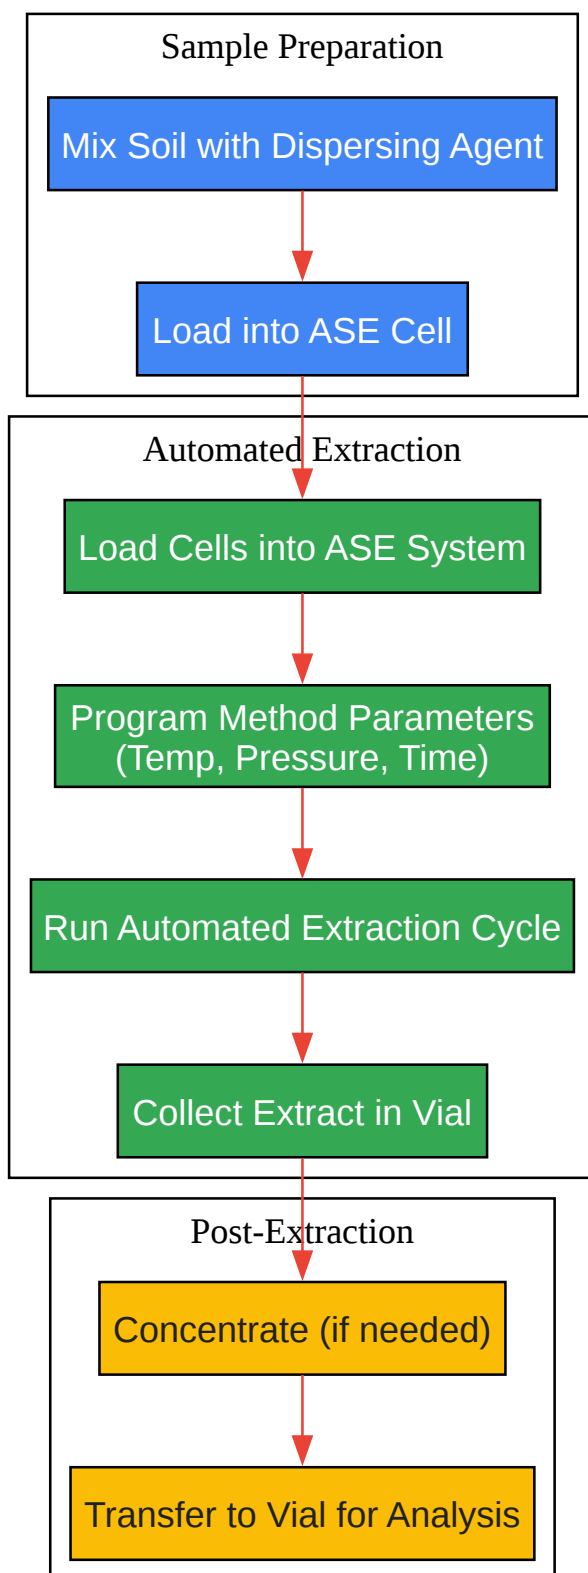 Sample Preparation
Mix Soil with Dispersing Agent
Load into ASE Cell
Automated Extraction
Load Cells into ASE System
Program Method Parameters
(Temp, Pressure, Time)
Run Automated Extraction Cycle
Collect Extract in Vial
Post-Extraction
Concentrate (if needed)
Transfer to Vial for Analysis